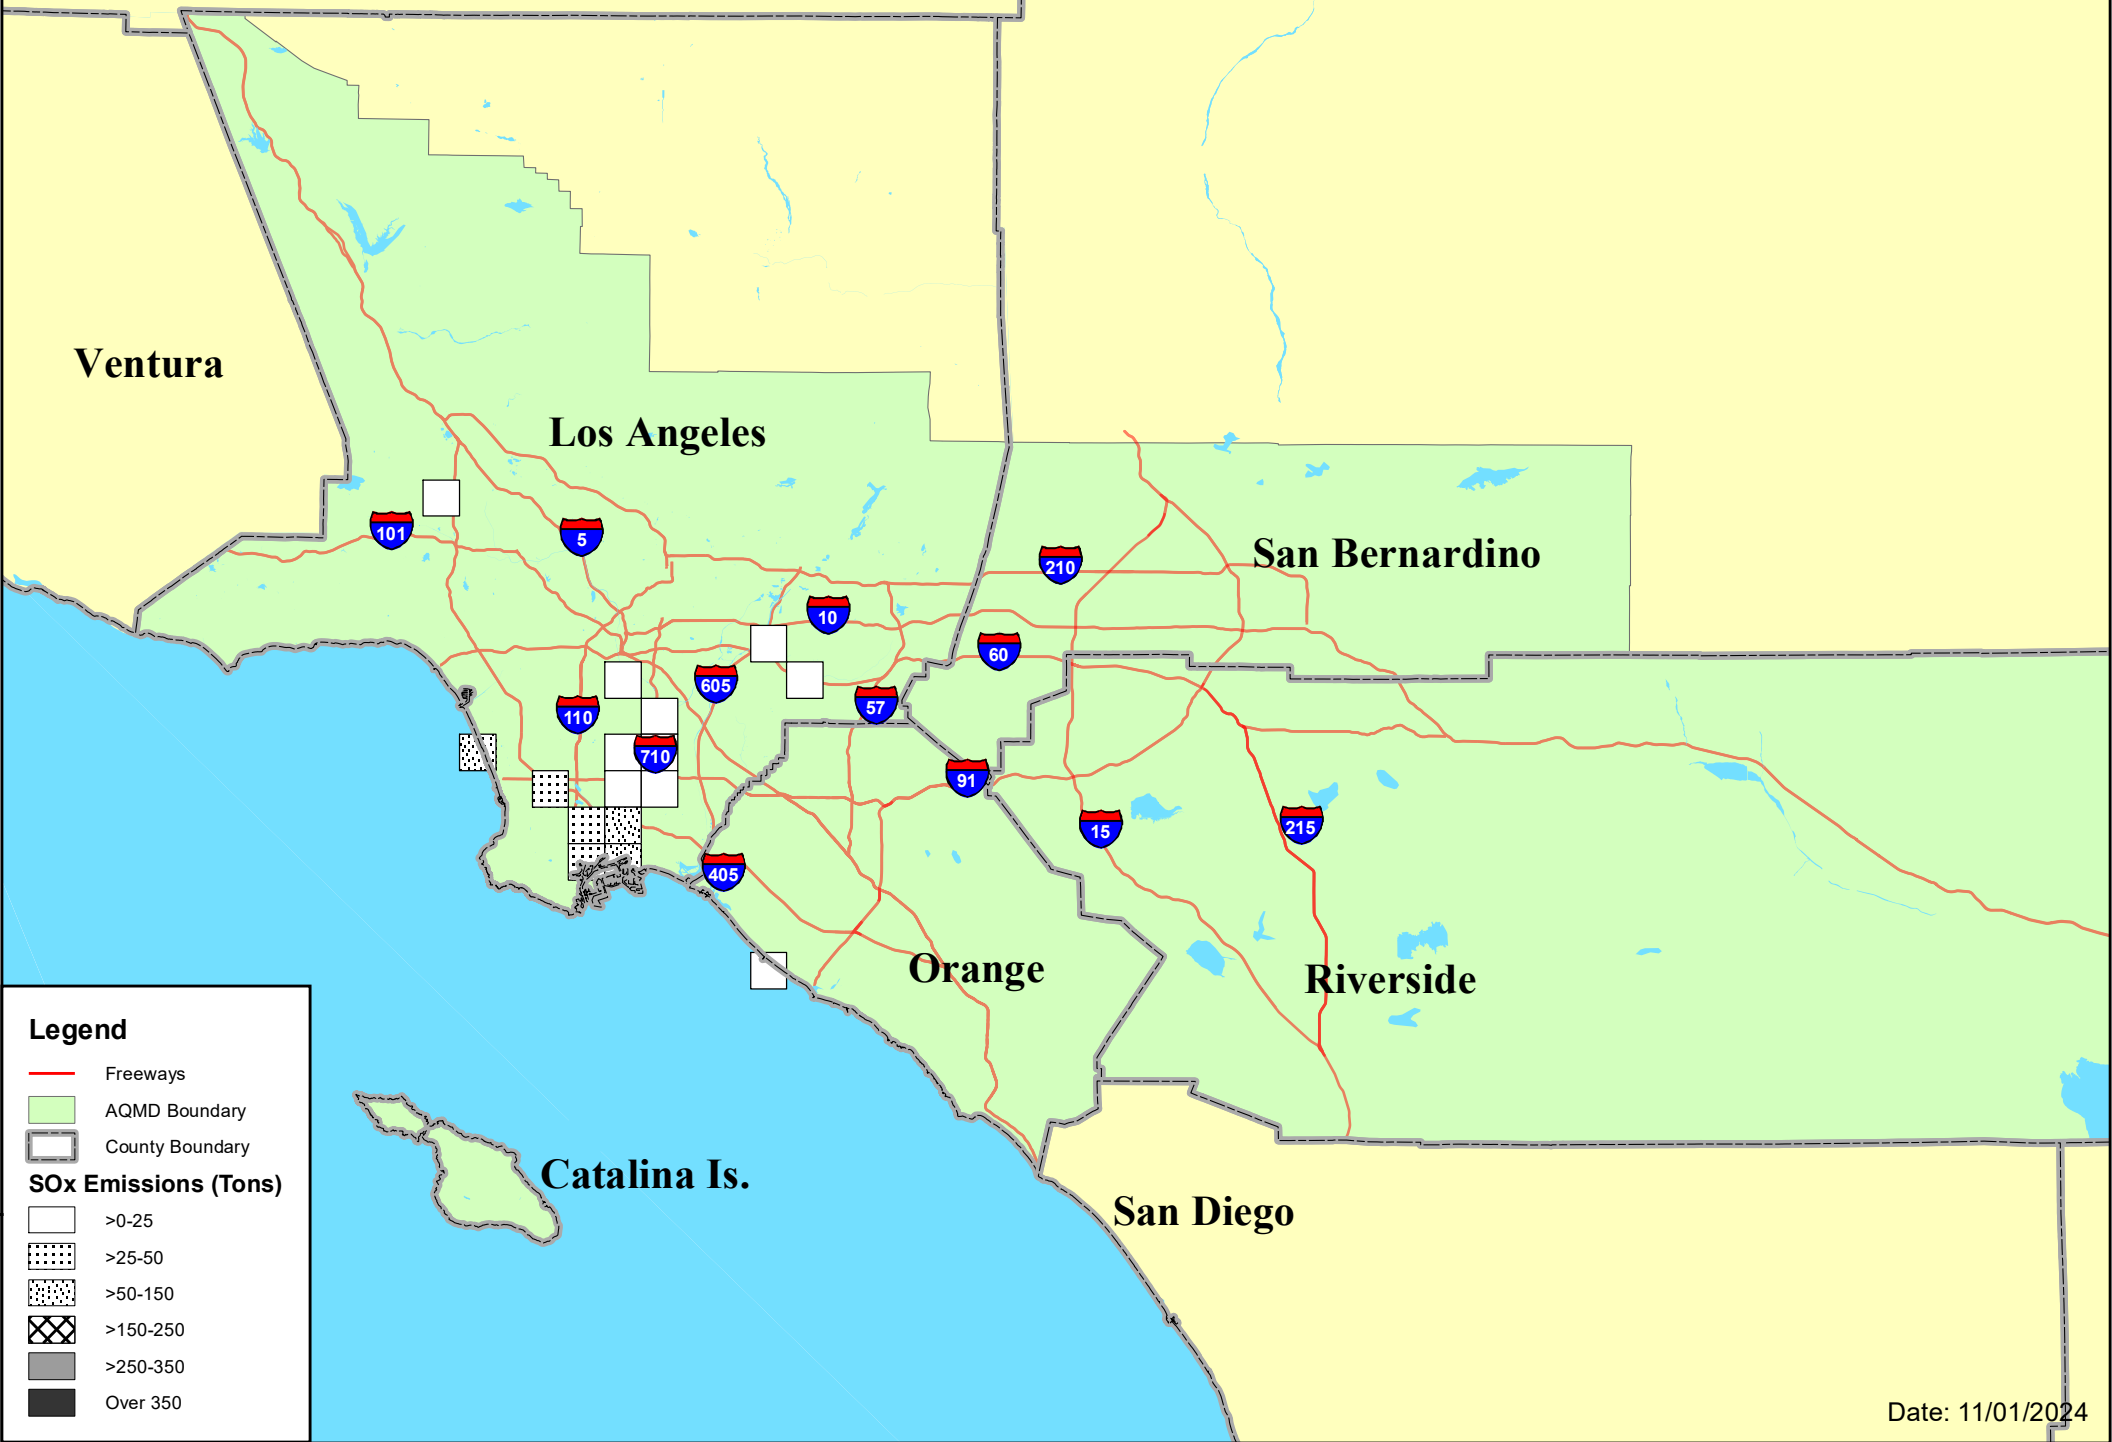 Ventura
Los Angeles
101
5
210
San Bernardino
10
60
605
57
110
710
91
15
215
405
Orange
Riverside
Legend
Freeways
AQMD Boundary
County Boundary
SOx Emissions (Tons)
>0-25
>25-50
>50-150
>150-250
>250-350
Over 350
Catalina Is.
San Diego
Date: 11/01/2024